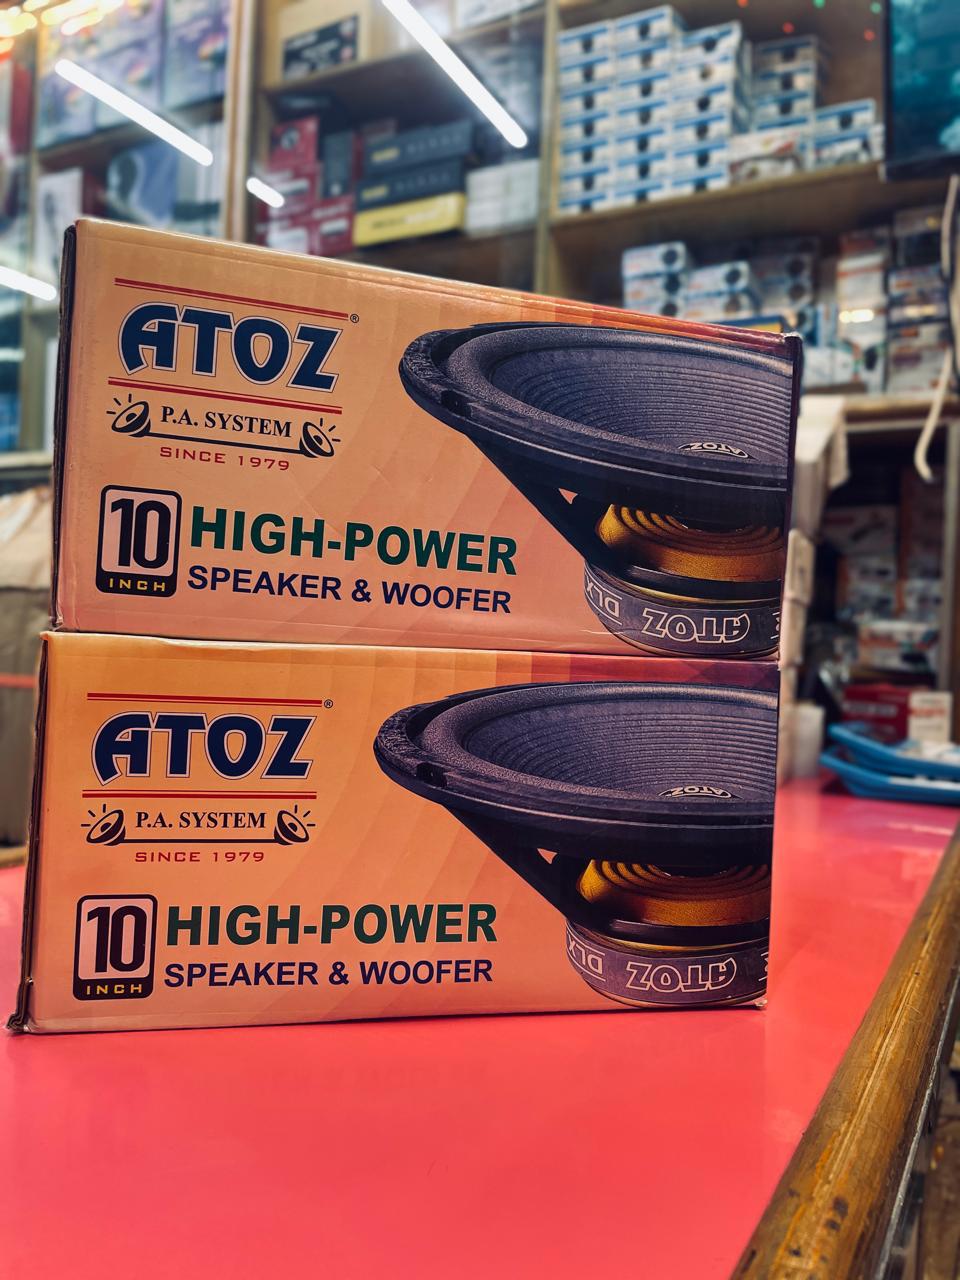 ATOZ®
P.A. SYSTEM
SINCE 1979
10
INCH
HIGH-POWER
SPEAKER & WOOFER
ATOZ
ATOZ DLX
ATOZ®
P.A. SYSTEM
SINCE 1979
10
INCH
HIGH-POWER
SPEAKER & WOOFER
ATOZ
ATOZ DLX